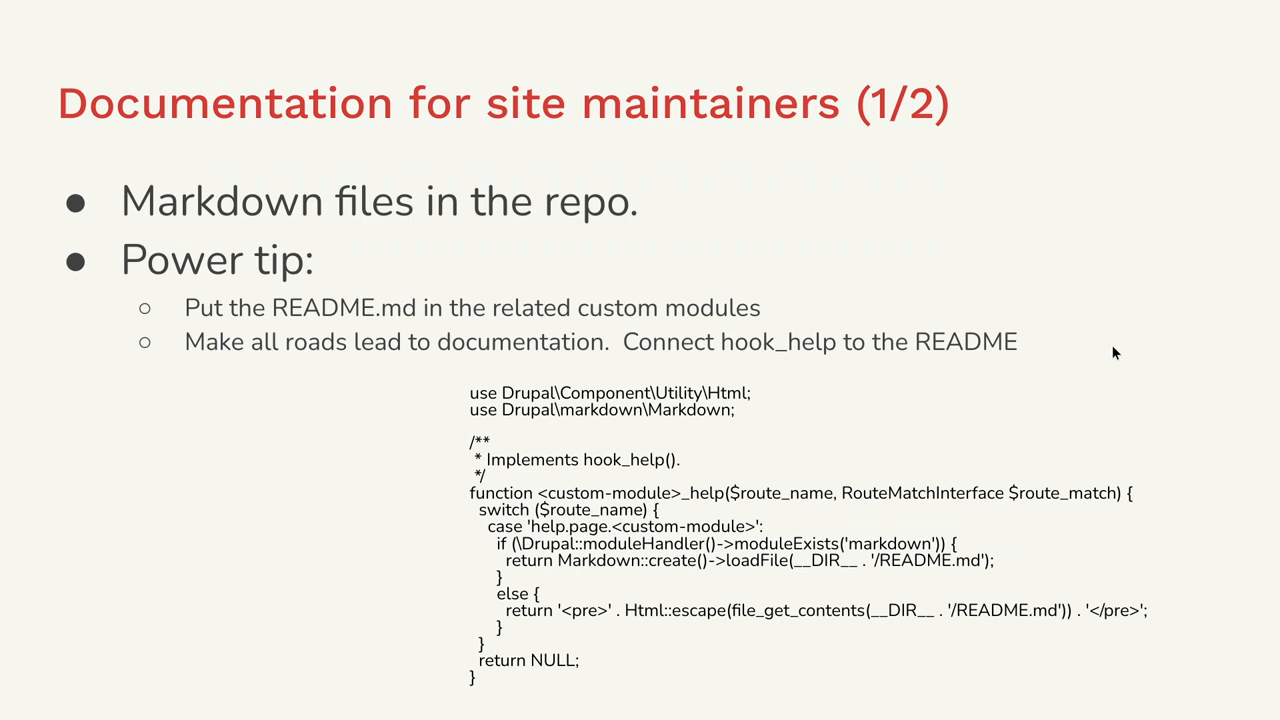 Documentation for site maintainers (1/2)
● Markdown files in the repo.
● Power tip:
○ Put the README.md in the related custom modules
○ Make all roads lead to documentation.  Connect hook_help to the README
use Drupal\Component\Utility\Html;
use Drupal\markdown\Markdown;

/**
 * Implements hook_help().
 */
function <custom-module>_help($route_name, RouteMatchInterface $route_match) {
  switch ($route_name) {
    case 'help.page.<custom-module>':
      if (\Drupal::moduleHandler()->moduleExists('markdown')) {
        return Markdown::create()->loadFile(__DIR__ . '/README.md');
      }
      else {
        return '<pre>' . Html::escape(file_get_contents(__DIR__ . '/README.md')) . '</pre>';
      }
  }
  return NULL;
}